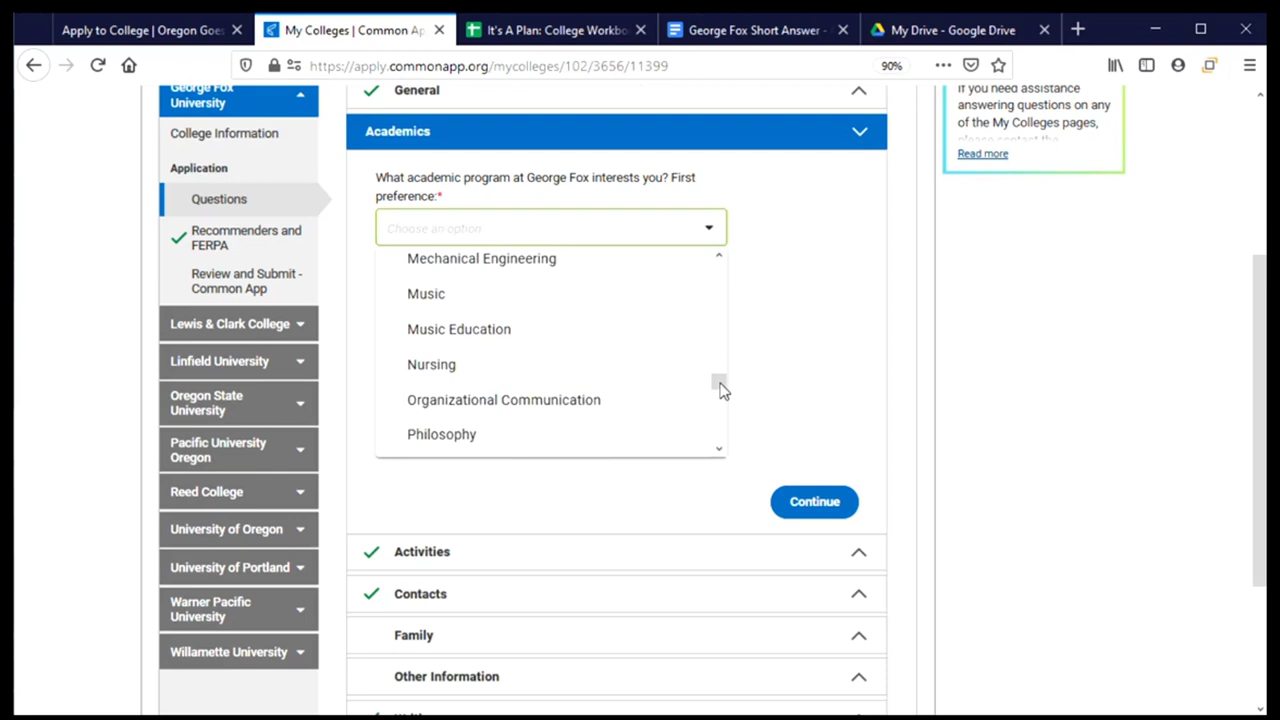 Apply to College | Oregon Goes
My Colleges | Common Ap
It's A Plan: College Workbo
George Fox Short Answer -
My Drive - Google Drive
https://apply.commonapp.org/mycolleges/102/3656/11399
90%
George Fox
University
College Information
Application
Questions
Recommenders and
FERPA
Review and Submit -
Common App
Lewis & Clark College
Linfield University
Oregon State
University
Pacific University
Oregon
Reed College
University of Oregon
University of Portland
Warner Pacific
University
Willamette University
General
Academics
What academic program at George Fox interests you? First
preference:*
Choose an option
Mechanical Engineering
Music
Music Education
Nursing
Organizational Communication
Philosophy
Continue
Activities
Contacts
Family
Other Information
If you need assistance
answering questions on any
of the My Colleges pages,
please contact the
Read more